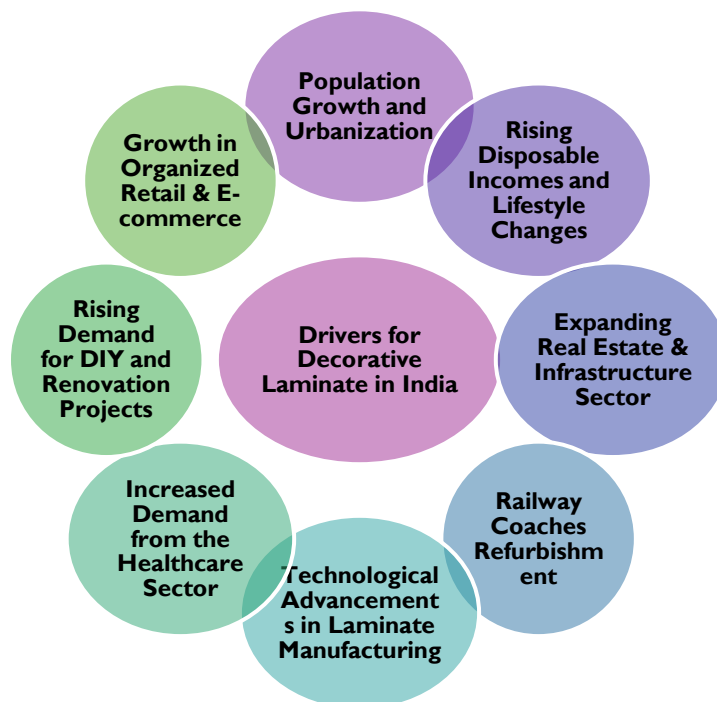 Population
Growth and
Urbanization
Rising
Disposable
Incomes and
Lifestyle
Changes
Expanding
Real Estate &
Infrastructure
Sector
Railway
Coaches
Refurbishm
ent
Technological
Advancement
s in Laminate
Manufacturing
Increased
Demand
from the
Healthcare
Sector
Rising
Demand
for DIY and
Renovation
Projects
Growth in
Organized
Retail & E-
commerce
Drivers for
Decorative
Laminate in India